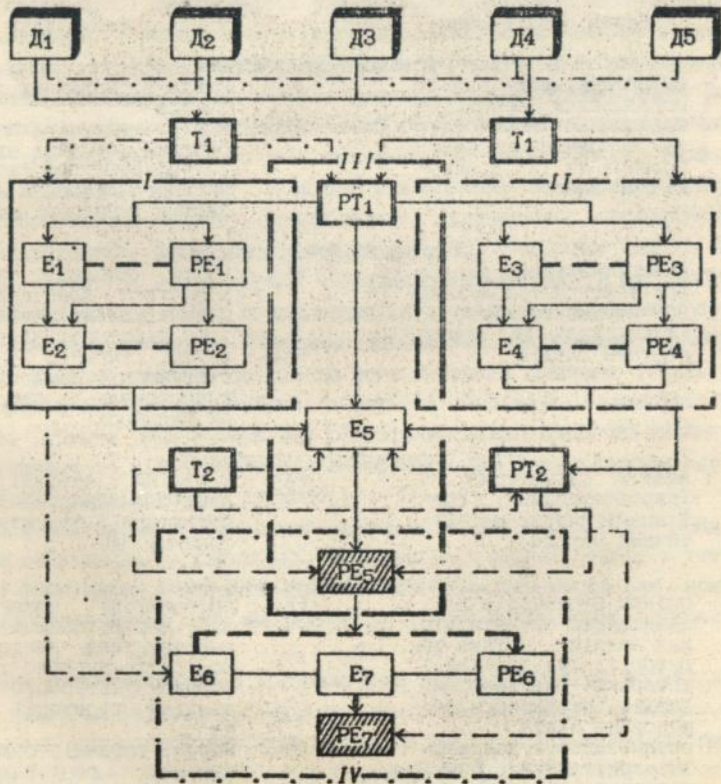 Д1 Д2 Д3 Д4 Д5
Т1 Т1
I III II
РТ1
Е1 РЕ1 Е3 РЕ3
Е2 РЕ2 Е4 РЕ4
Е5
Т2 РТ2
РЕ5
Е6 Е7 РЕ6
РЕ7
IV